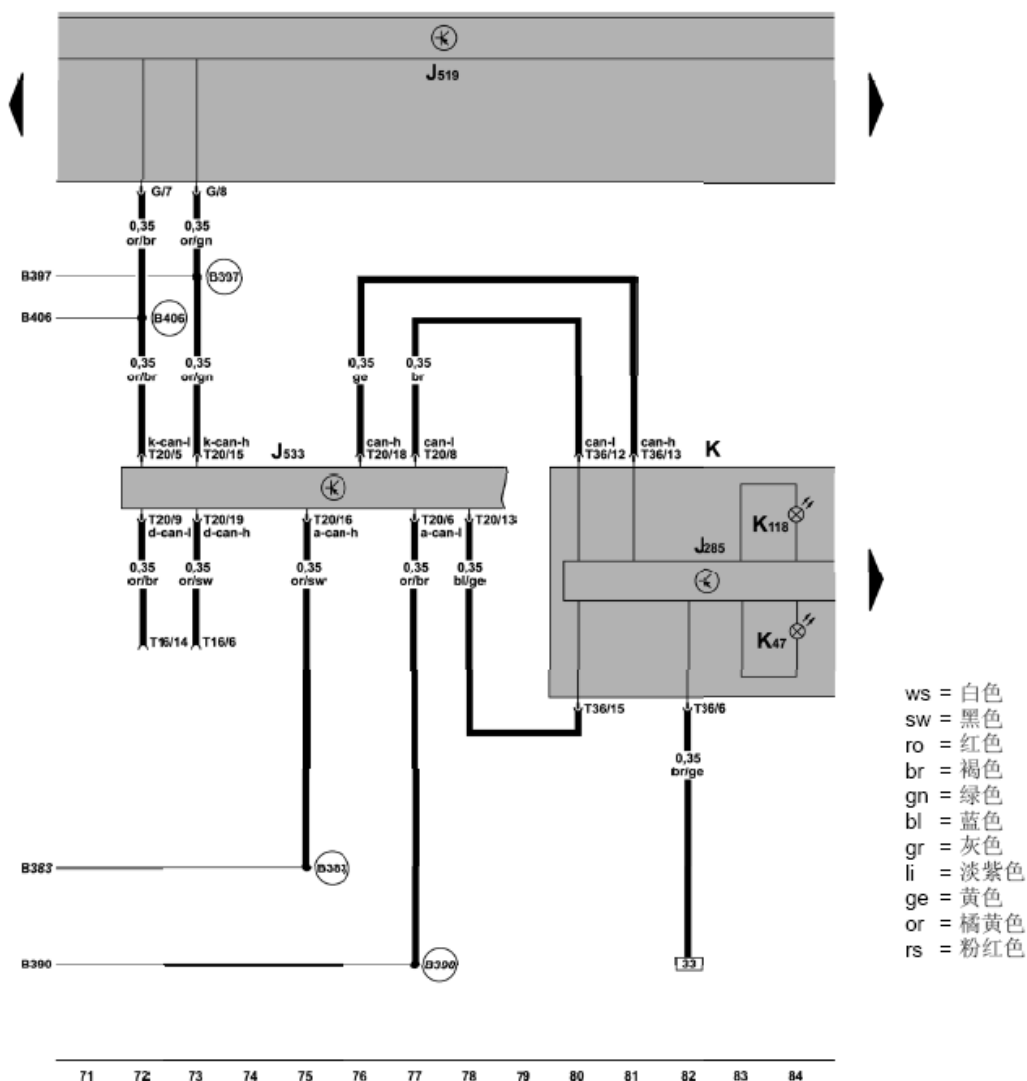 J519
G/7 G/8
0,35 0,35
or/br or/gn
B397 B397
B406 B406
0,35 0,35 0,35 0,35
or/br or/gn ge br
k-can-l k-can-h can-h can-l can-l can-h
T20/5 T20/15 J533 T20/18 T20/8 T36/12 T36/13 K
K118
T20/9 T20/19 T20/16 T20/6 T20/13
d-can-l d-can-h a-can-h a-can-l
J285
0,35 0,35 0,35 0,35 0,35
or/br or/sw or/sw or/br bl/ge
T16/14 T16/6
K47
T36/15 T36/6
0,35
br/ge
B383 B383
B390 B390
33
71 72 73 74 75 76 77 78 79 80 81 82 83 84
ws = 白色
sw = 黑色
ro = 红色
br = 褐色
gn = 绿色
bl = 蓝色
gr = 灰色
li = 淡紫色
ge = 黄色
or = 橘黄色
rs = 粉红色